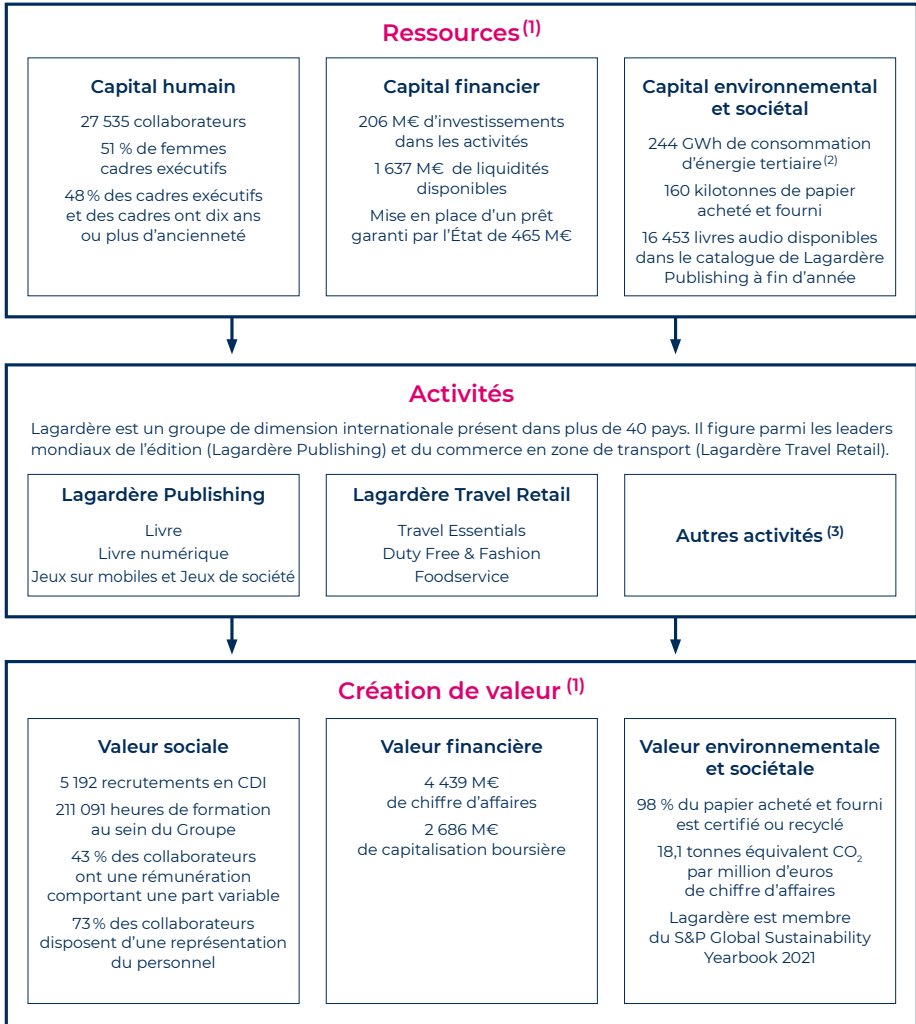 Ressources (1)
Capital humain
27 535 collaborateurs
51 % de femmes
cadres exécutifs
48 % des cadres exécutifs
et des cadres ont dix ans
ou plus d’ancienneté
Capital financier
206 M€ d’investissements
dans les activités
1 637 M€ de liquidités
disponibles
Mise en place d’un prêt
garanti par l’État de 465 M€
Capital environnemental
et sociétal
244 GWh de consommation
d’énergie tertiaire (2)
160 kilotonnes de papier
acheté et fourni
16 453 livres audio disponibles
dans le catalogue de Lagardère
Publishing à fin d’année
Activités
Lagardère est un groupe de dimension internationale présent dans plus de 40 pays. Il figure parmi les leaders
mondiaux de l’édition (Lagardère Publishing) et du commerce en zone de transport (Lagardère Travel Retail).
Lagardère Publishing
Livre
Livre numérique
Jeux sur mobiles et Jeux de société
Lagardère Travel Retail
Travel Essentials
Duty Free & Fashion
Foodservice
Autres activités (3)
Création de valeur (1)
Valeur sociale
5 192 recrutements en CDI
211 091 heures de formation
au sein du Groupe
43 % des collaborateurs
ont une rémunération
comportant une part variable
73 % des collaborateurs
disposent d’une représentation
du personnel
Valeur financière
4 439 M€
de chiffre d’affaires
2 686 M€
de capitalisation boursière
Valeur environnementale
et sociétale
98 % du papier acheté et fourni
est certifié ou recyclé
18,1 tonnes équivalent CO₂
par million d’euros
de chiffre d’affaires
Lagardère est membre
du S&P Global Sustainability
Yearbook 2021